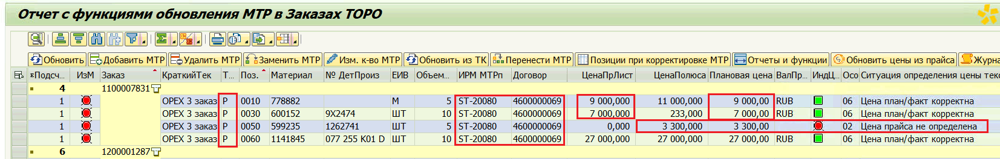 Отчет с функциями обновления МТР в Заказах ТОРО
Обновить Добавить МТР Удалить МТР Заменить МТР Изм. к-во МТР Обновить из ТК Перенести МТР Позиции при корректировке МТР Отчеты и функции Обновить цены из прайса Журна
ΣПодсч... ИзМ Заказ КраткийТек Т... Поз. Материал № ДетПроиз ЕИВ Объем... ИРМ МТРп Договор ЦенаПрЛист ЦенаПолюса Плановая цена ВалПр... ИндЦ... Осо Ситуация определения цены текс
4 1100007831
1 OPEX 3 заказ P 0010 778882 М 5 ST-20080 4600000069 9 000,000 11 000,000 9 000,00 RUB 06 Цена план/факт корректна
1 OPEX 3 заказ P 0030 600152 9X2474 ШТ 10 ST-20080 4600000069 7 000,000 233,000 7 000,00 RUB 06 Цена план/факт корректна
1 OPEX 3 заказ P 0050 599235 1262741 ШТ 5 ST-20080 4600000069 0,000 3 300,000 3 300,00 02 Цена прайса не определена
1 OPEX 3 заказ P 0060 1141845 077 255 K01 D ШТ 10 ST-20080 4600000069 27 000,000 27 000,000 27 000,00 RUB 06 Цена план/факт корректна
6 1200001287